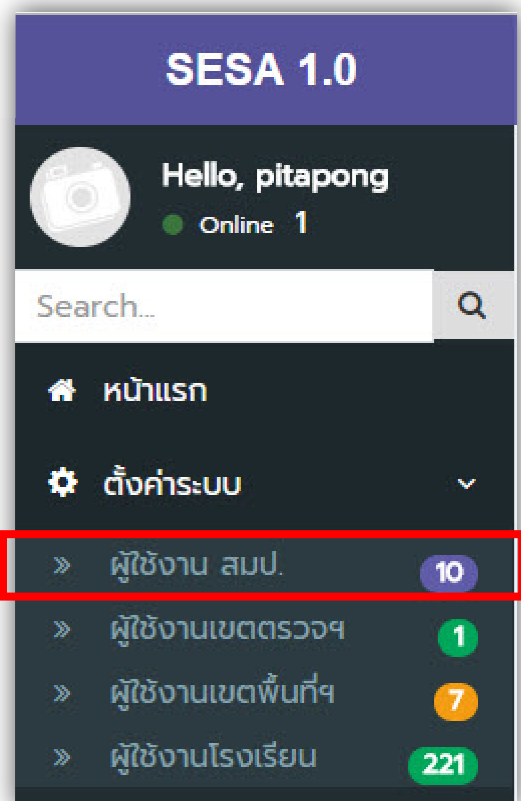 SESA 1.0
Hello, pitapong
Online 1
Search...
หน้าแรก
ตั้งค่าระบบ
ผู้ใช้งาน สมป. 10
ผู้ใช้งานเขตตรวจฯ 1
ผู้ใช้งานเขตพื้นที่ฯ 7
ผู้ใช้งานโรงเรียน 221